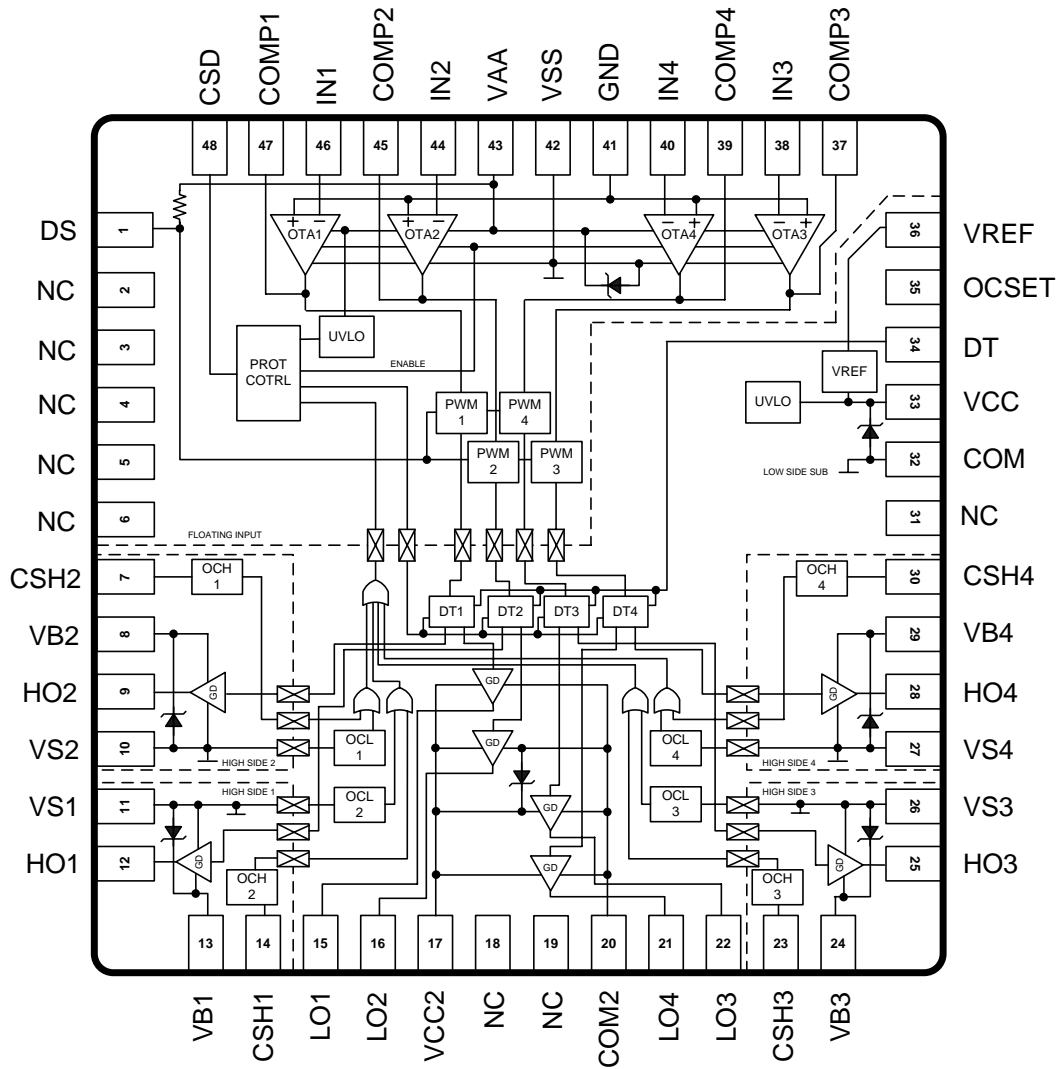 CSD
COMP1
IN1
COMP2
IN2
VAA
VSS
GND
IN4
COMP4
IN3
COMP3
48
47
46
45
44
43
42
41
40
39
38
37
DS
1
NC
2
NC
3
NC
4
NC
5
NC
6
CSH2
7
VB2
8
HO2
9
VS2
10
VS1
11
HO1
12
36
VREF
35
OCSET
34
DT
33
VCC
32
COM
31
NC
30
CSH4
29
VB4
28
HO4
27
VS4
26
VS3
25
HO3
+
−
OTA1
+
−
OTA2
−
+
OTA4
−
+
OTA3
UVLO
PROT
COTRL
ENABLE
VREF
UVLO
LOW SIDE SUB
PWM
1
PWM
4
PWM
2
PWM
3
FLOATING INPUT
OCH
1
OCH
4
DT1
DT2
DT3
DT4
GD
GD
GD
GD
GD
GD
GD
GD
OCL
1
OCL
4
HIGH SIDE 2
HIGH SIDE 4
HIGH SIDE 1
HIGH SIDE 3
OCL
2
OCL
3
OCH
2
OCH
3
13
14
15
16
17
18
19
20
21
22
23
24
VB1
CSH1
LO1
LO2
VCC2
NC
NC
COM2
LO4
LO3
CSH3
VB3